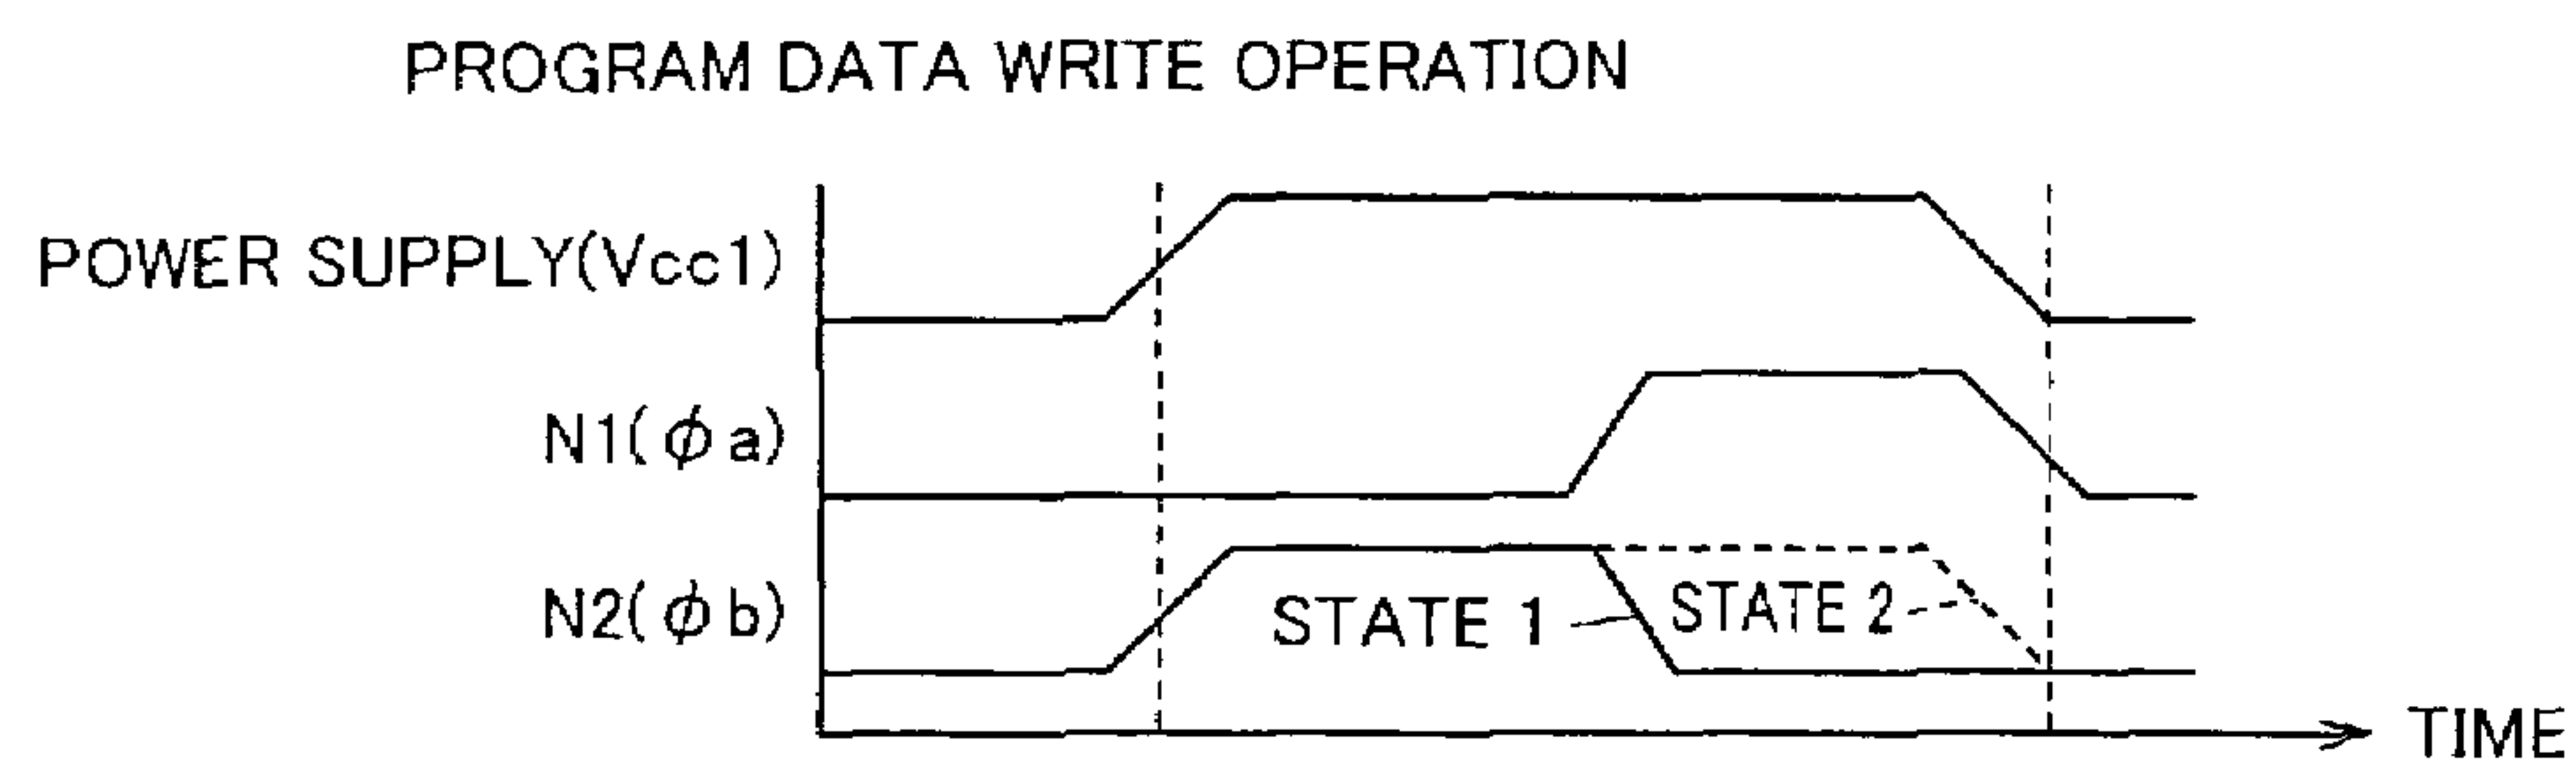 PROGRAM DATA WRITE OPERATION
POWER SUPPLY(Vcc1)
N1(ϕa)
N2(ϕb)
STATE 1
STATE 2
TIME